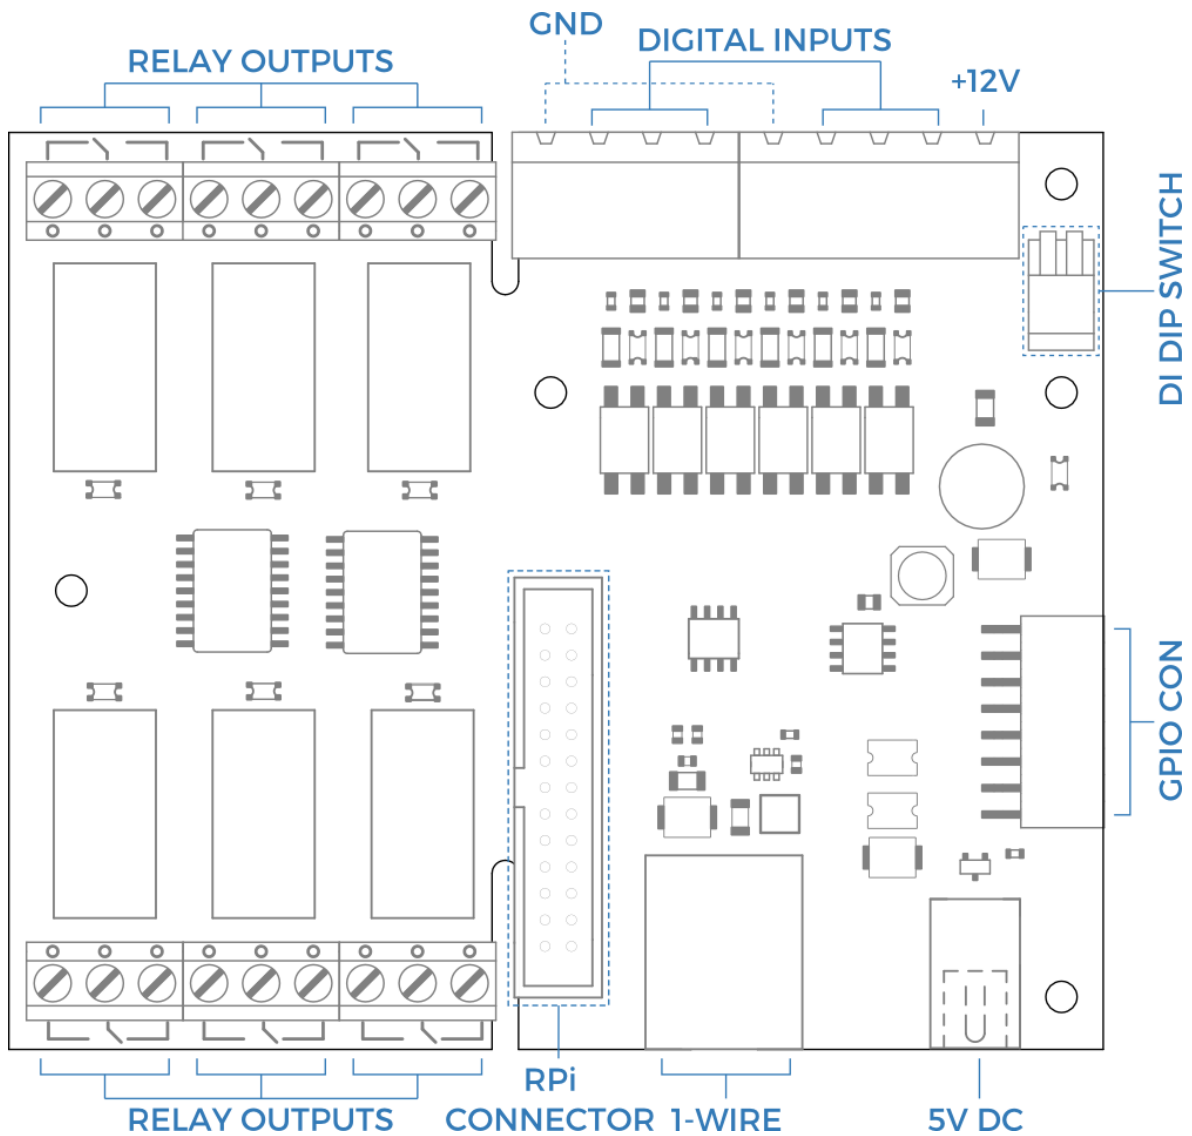 GND
RELAY OUTPUTS
DIGITAL INPUTS
+12V
DI DIP SWITCH
GPIO CON
RPi
CONNECTOR
1-WIRE
5V DC
RELAY OUTPUTS